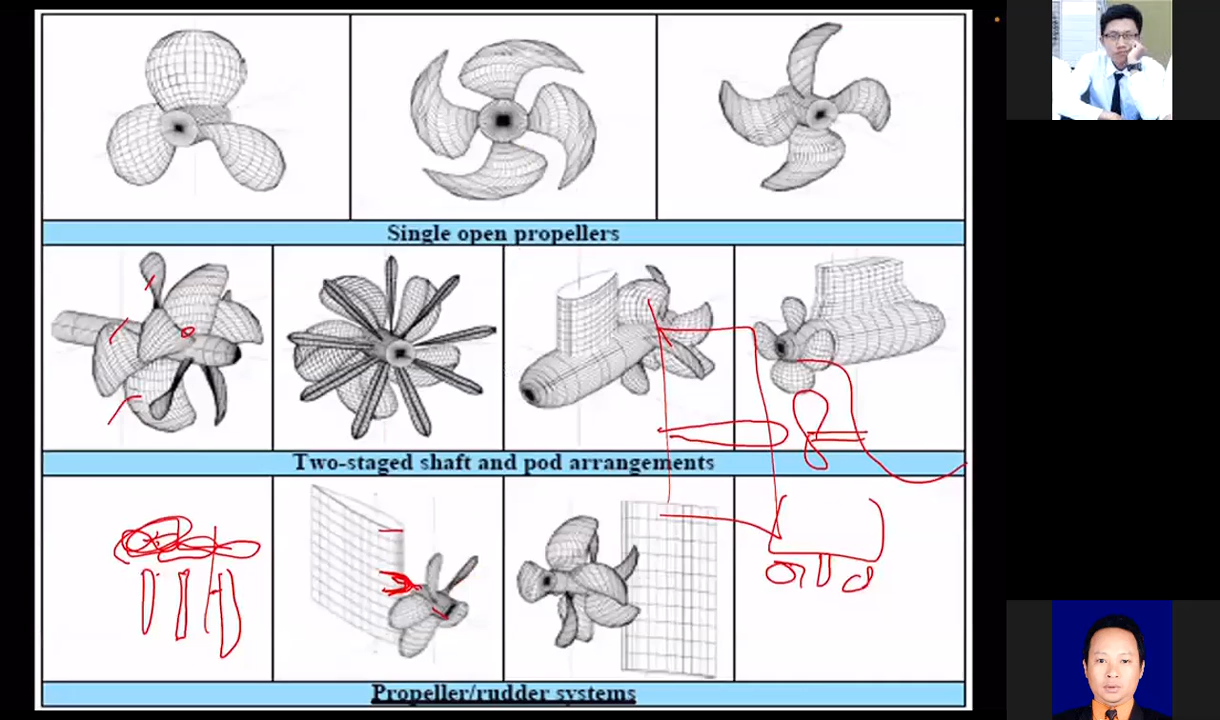 Single open propellers
Two-staged shaft and pod arrangements
Propeller/rudder systems